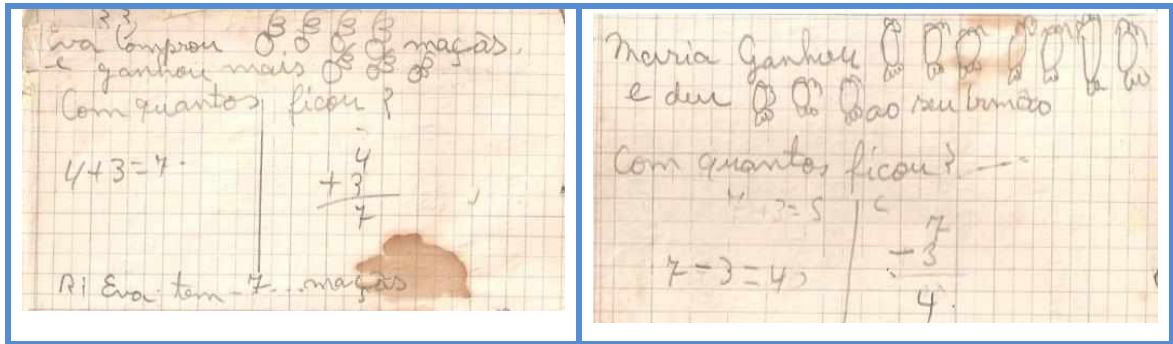 Eva Comprou maçãs.
e ganhou mais
Com quantos ficou?
4+3=7.
4
+ 3
7
R: Eva tem 7... maçãs
Maria Ganhou
e deu ao seu irmão
Com quantos ficou?
7-3=4
7
- 3
4.